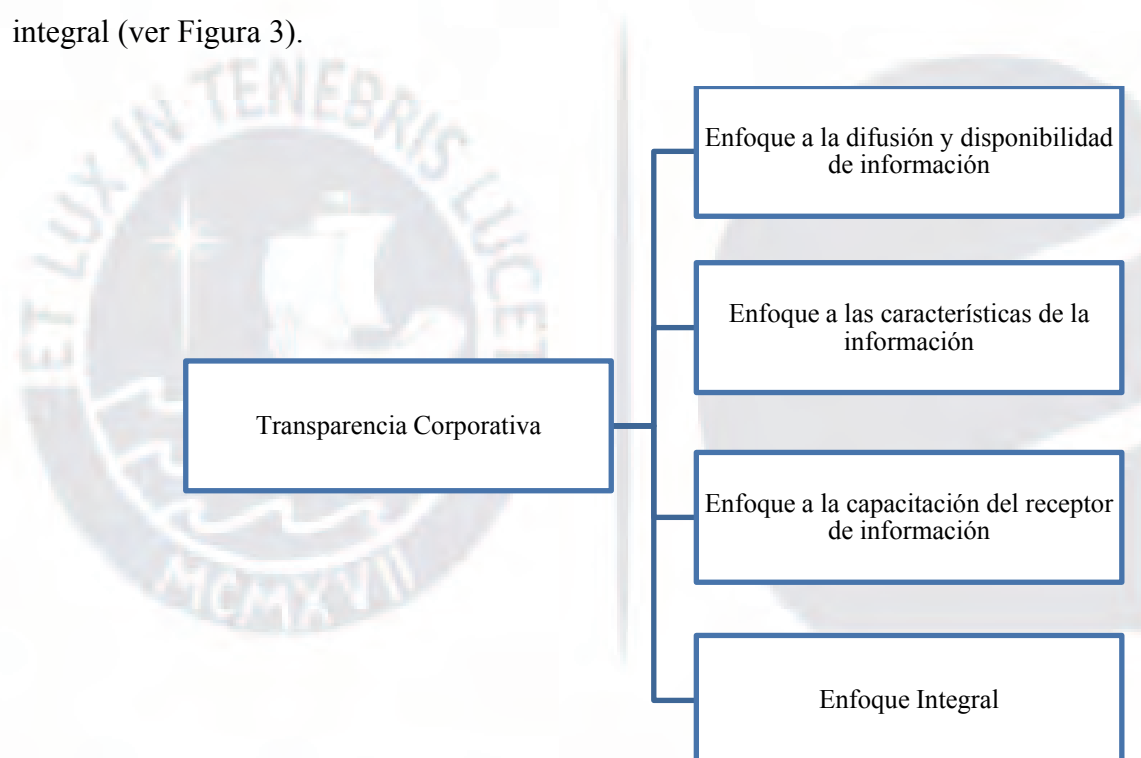 integral (ver Figura 3).
ET LUX IN TENEBRIS LUCET
MCMXVII
Transparencia Corporativa
Enfoque a la difusión y disponibilidad
de información
Enfoque a las características de la
información
Enfoque a la capacitación del receptor
de información
Enfoque Integral